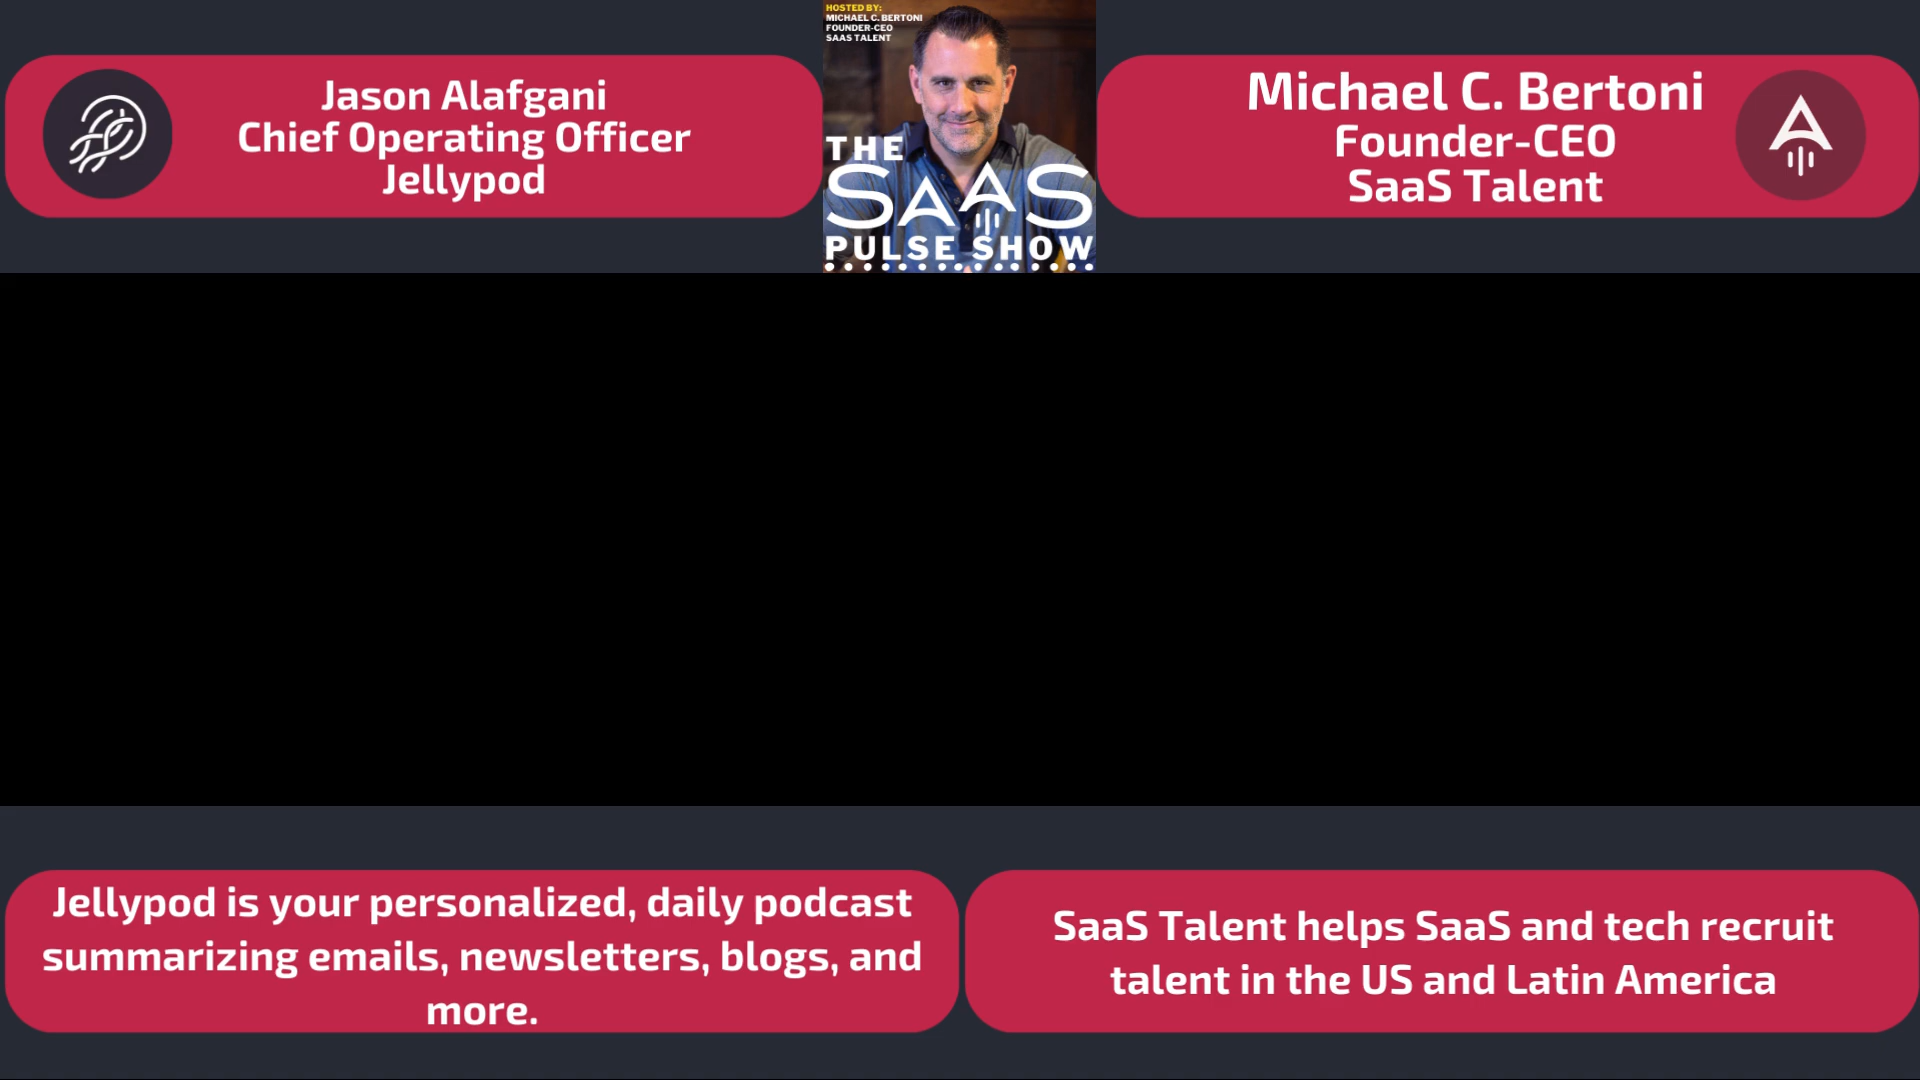 Jason Alafgani
Chief Operating Officer
Jellypod
HOSTED BY:
MICHAEL C. BERTONI
FOUNDER-CEO
SAAS TALENT
THE
SAAS
PULSE SHOW
Michael C. Bertoni
Founder-CEO
SaaS Talent
Jellypod is your personalized, daily podcast
summarizing emails, newsletters, blogs, and
more.
SaaS Talent helps SaaS and tech recruit
talent in the US and Latin America